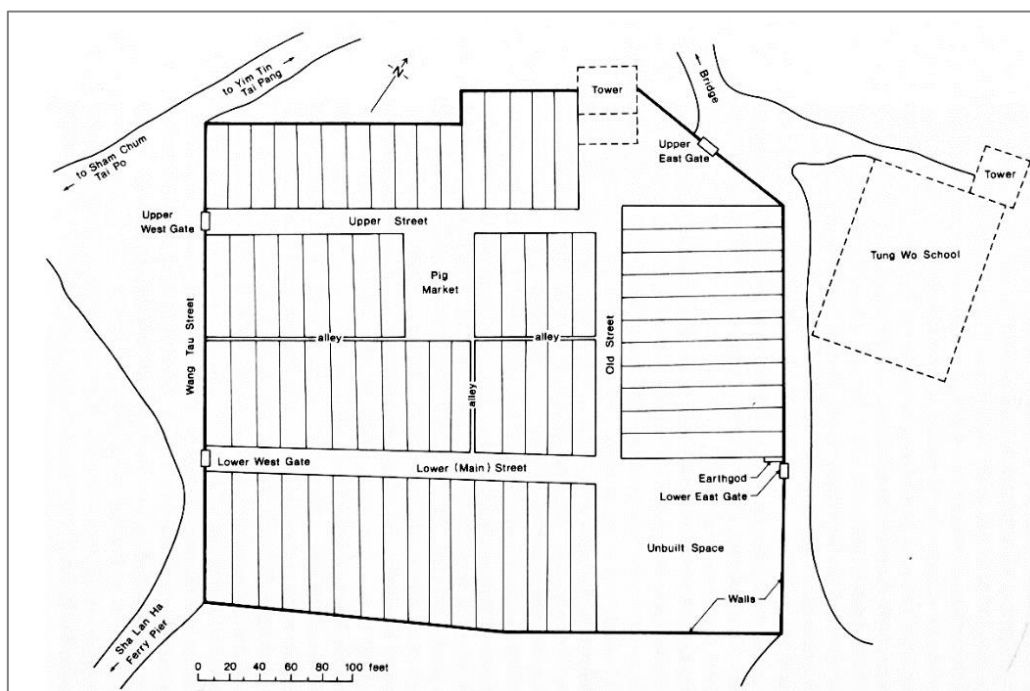 to Yim Tin
Tai Pang
N
Tower
Bridge
to Sham Chum
Tai Po
Upper
East Gate
Tower
Upper
West Gate
Upper Street
Tung Wo School
Pig
Market
Wang Tau Street
alley
alley
Old Street
alley
Lower West Gate
Lower (Main) Street
Earthgod
Lower East Gate
Unbuilt Space
Walls
Sha Lan Ha
Ferry Pier
0 20 40 60 80 100 feet